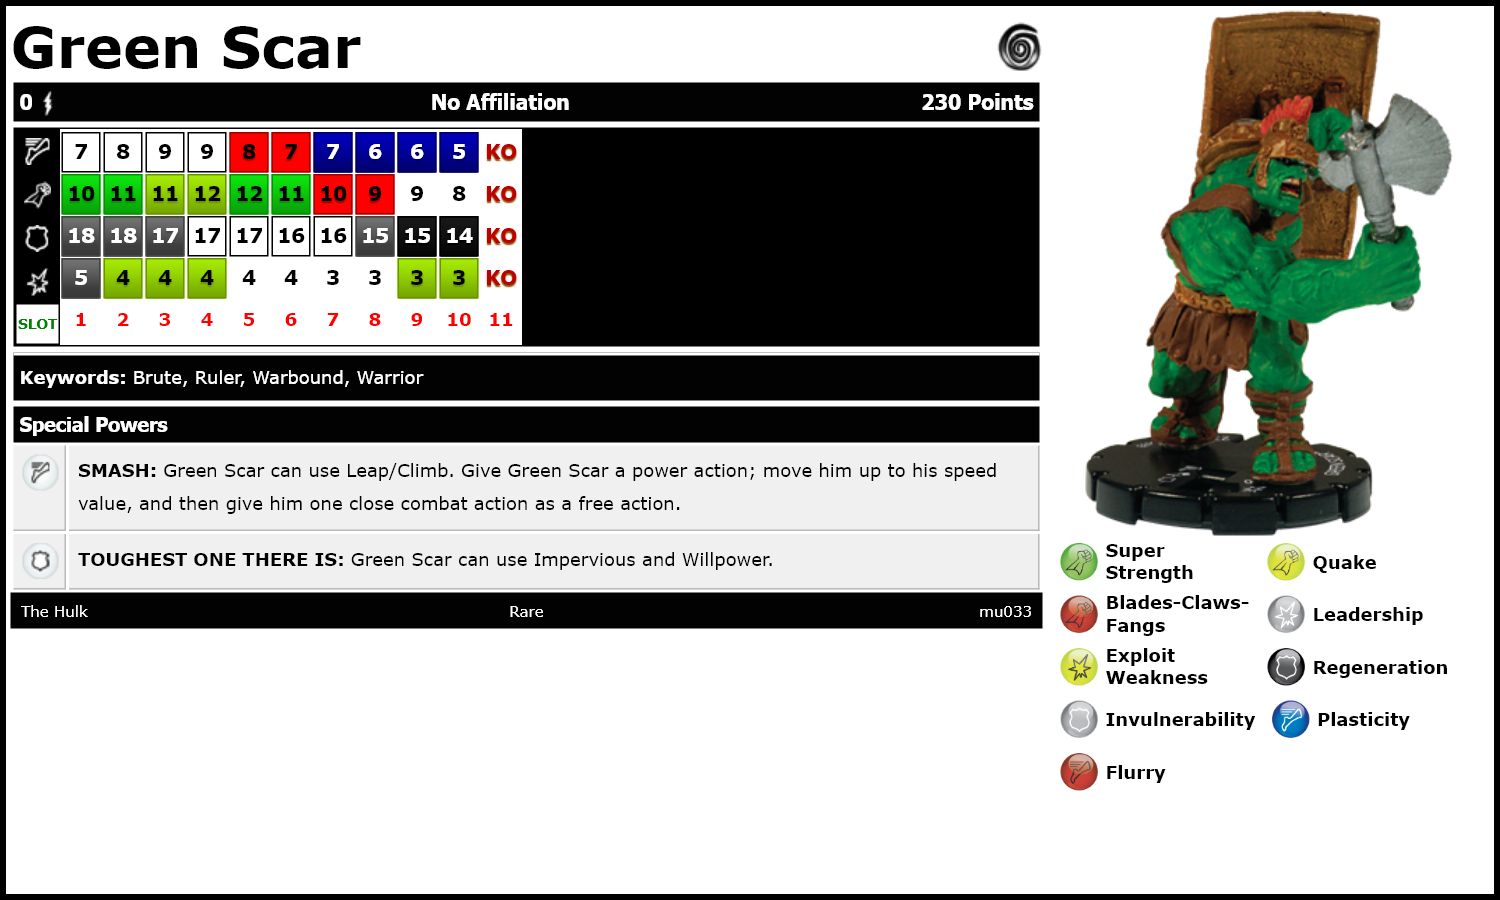 Green Scar
0 No Affiliation 230 Points
7 8 9 9 8 7 7 6 6 5 KO
10 11 11 12 12 11 10 9 9 8 KO
18 18 17 17 17 16 16 15 15 14 KO
5 4 4 4 4 4 3 3 3 3 KO
SLOT 1 2 3 4 5 6 7 8 9 10 11
Keywords: Brute, Ruler, Warbound, Warrior
Special Powers
SMASH: Green Scar can use Leap/Climb. Give Green Scar a power action; move him up to his speed
value, and then give him one close combat action as a free action.
TOUGHEST ONE THERE IS: Green Scar can use Impervious and Willpower.
The Hulk Rare mu033
Super
Strength
Quake
Blades-Claws-
Fangs
Leadership
Exploit
Weakness
Regeneration
Invulnerability
Plasticity
Flurry